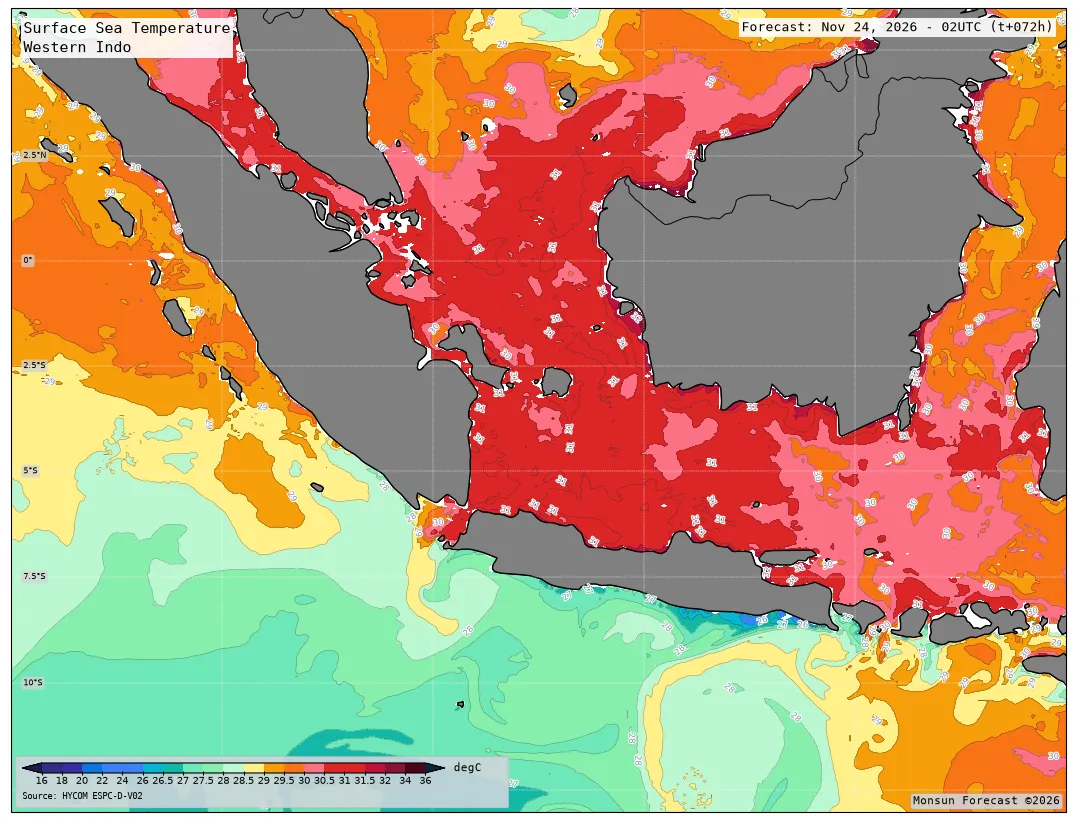 Surface Sea Temperature
Western Indo
Forecast: Nov 24, 2026 - 02UTC (t+072h)
2.5°N
0°
2.5°S
5°S
7.5°S
10°S
degC
16 18 20 22 24 26 26.5 27 27.5 28 28.5 29 29.5 30 30.5 31 31.5 32 34 36
Source: HYCOM ESPC-D-V02
Monsun Forecast ©2026